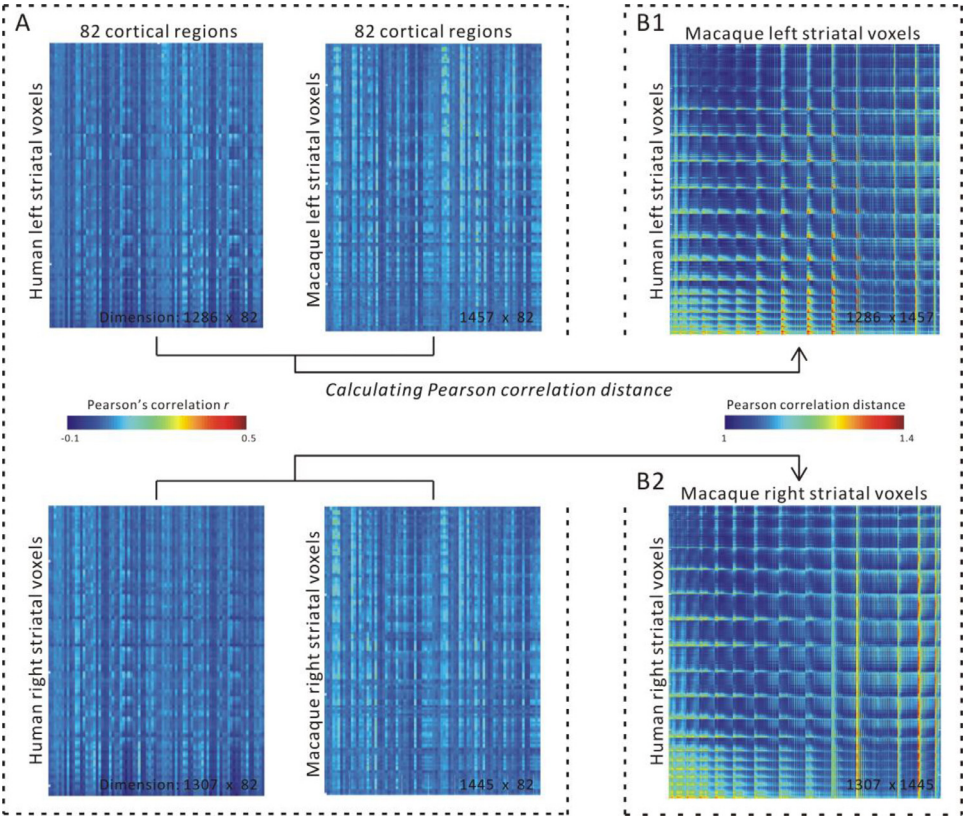 A
82 cortical regions
82 cortical regions
Human left striatal voxels
Dimension: 1286 x 82
Macaque left striatal voxels
1457 x 82
B1
Macaque left striatal voxels
Human left striatal voxels
1286 x 1457
Calculating Pearson correlation distance
Pearson's correlation r
-0.1
0.5
Pearson correlation distance
1
1.4
Human right striatal voxels
Dimension: 1307 x 82
Macaque right striatal voxels
1445 x 82
B2
Macaque right striatal voxels
Human right striatal voxels
1307 x 1445